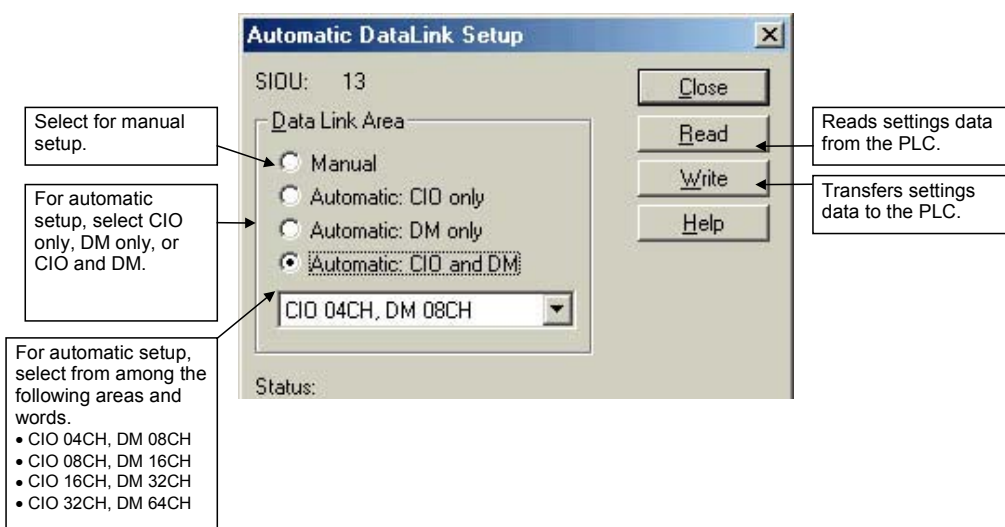 Automatic DataLink Setup
SIOU: 13
Close
Data Link Area
Read
Manual
Write
Automatic: CIO only
Automatic: DM only
Help
Automatic: CIO and DM
CIO 04CH, DM 08CH
Status:
Select for manual
setup.
For automatic
setup, select CIO
only, DM only, or
CIO and DM.
For automatic setup,
select from among the
following areas and
words.
• CIO 04CH, DM 08CH
• CIO 08CH, DM 16CH
• CIO 16CH, DM 32CH
• CIO 32CH, DM 64CH
Reads settings data
from the PLC.
Transfers settings
data to the PLC.